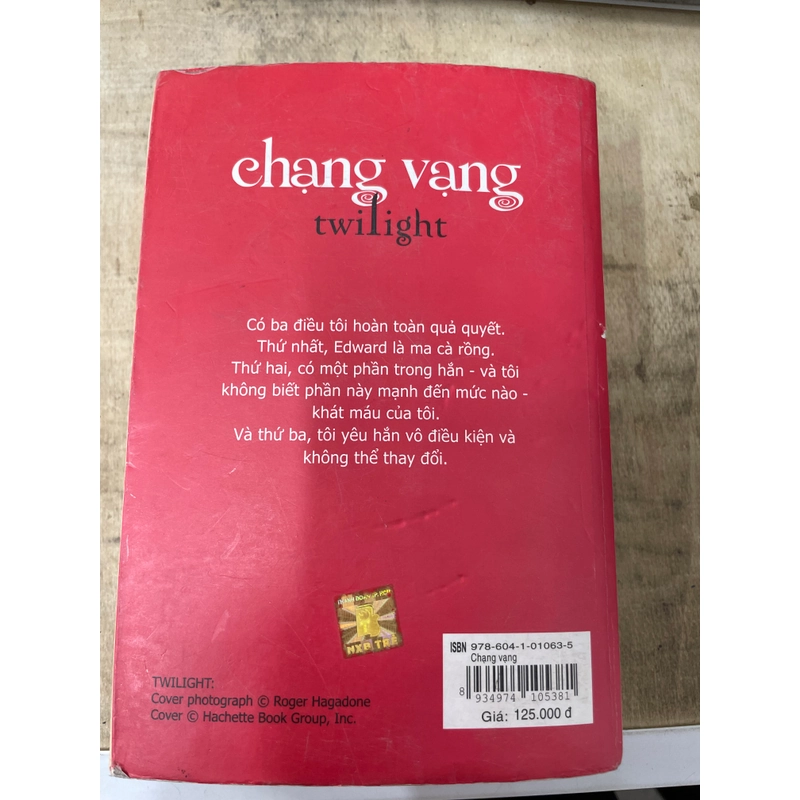 chạng vạng
twilight
Có ba điều tôi hoàn toàn quả quyết.
Thứ nhất, Edward là ma cà rồng.
Thứ hai, có một phần trong hắn - và tôi
không biết phần này mạnh đến mức nào -
khát máu của tôi.
Và thứ ba, tôi yêu hắn vô điều kiện và
không thể thay đổi.
NXB TRẺ
ISBN 978-604-1-01063-5
Chạng vạng
8 934974 105381
Giá: 125.000 đ
TWILIGHT:
Cover photograph © Roger Hagadone
Cover © Hachette Book Group, Inc.